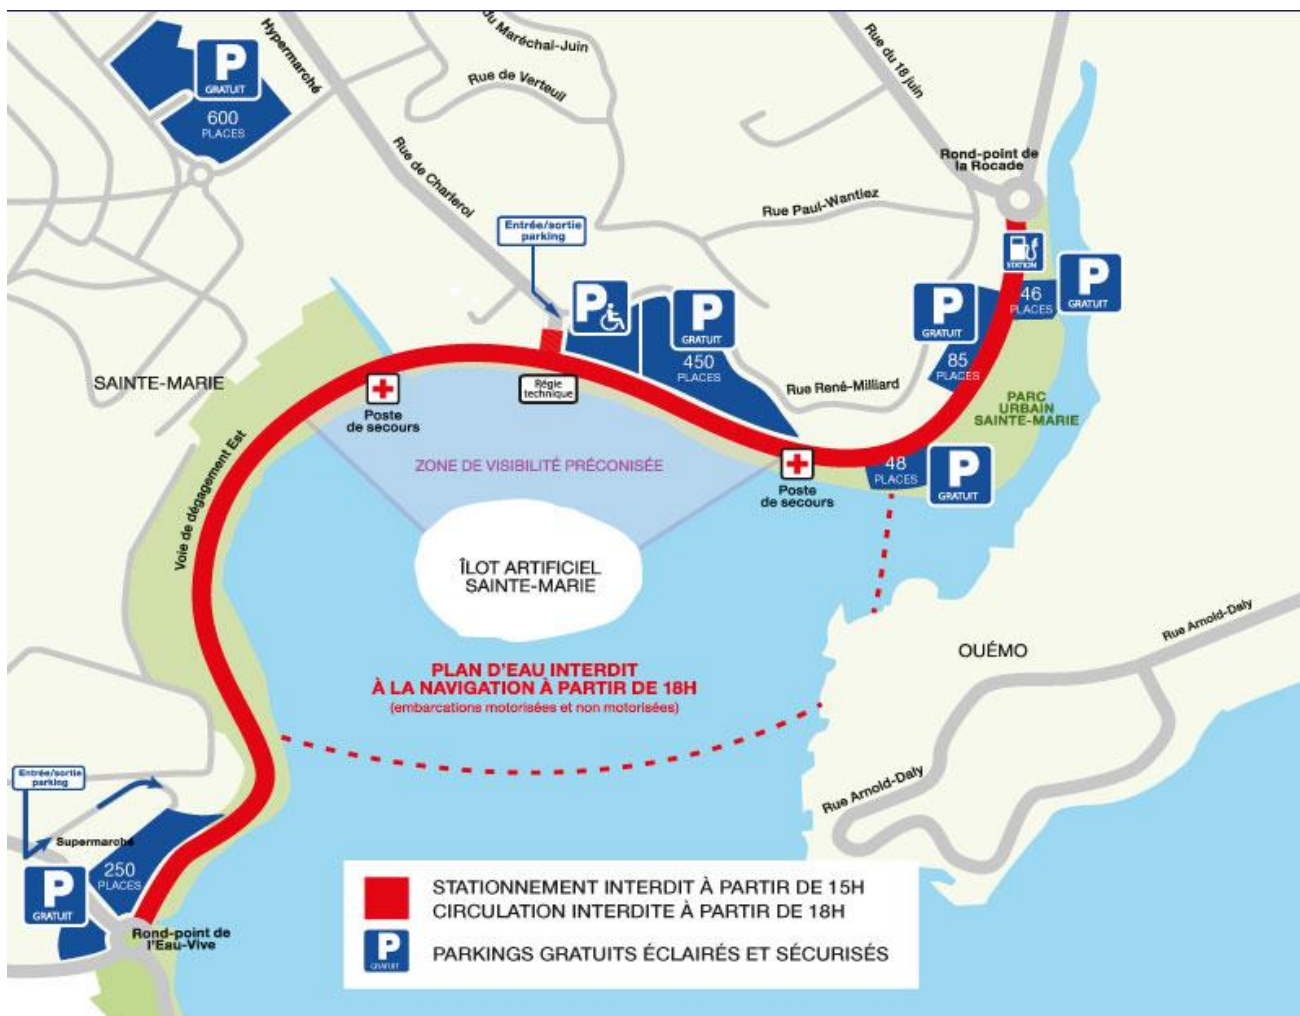 du Maréchal-Juin
Hypermarché
Rue de Verteuil
Rue du 18 juin
P
GRATUIT
600
PLACES
Rue de Charleroi
Rond-point de
la Rocade
Rue Paul-Wantiez
Entrée/sortie
parking
STATION
P
P
GRATUIT
P
GRATUIT
46
PLACES
P
GRATUIT
450
PLACES
85
PLACES
SAINTE-MARIE
Régie
technique
Rue René-Milliard
PARC
URBAIN
SAINTE-MARIE
Poste
de secours
Voie de dégagement Est
ZONE DE VISIBILITÉ PRÉCONISÉE
48
PLACES
P
GRATUIT
Poste
de secours
ÎLOT ARTIFICIEL
SAINTE-MARIE
Rue Arnold-Daly
OUÉMO
PLAN D'EAU INTERDIT
À LA NAVIGATION À PARTIR DE 18H
(embarcations motorisées et non motorisées)
Rue Arnold-Daly
Entrée/sortie
parking
Supermarché
250
PLACES
P
GRATUIT
Rond-point de
l'Eau-Vive
STATIONNEMENT INTERDIT À PARTIR DE 15H
CIRCULATION INTERDITE À PARTIR DE 18H
P
GRATUIT
PARKINGS GRATUITS ÉCLAIRÉS ET SÉCURISÉS